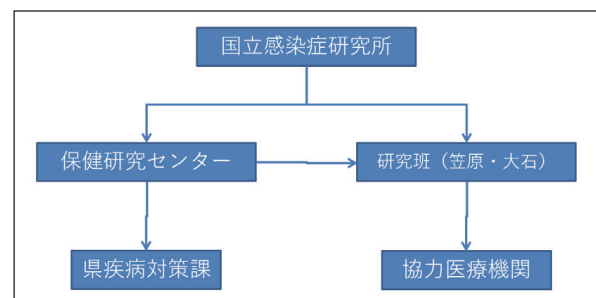 国立感染症研究所
保健研究センター
研究班（笠原・大石）
県疾病対策課
協力医療機関